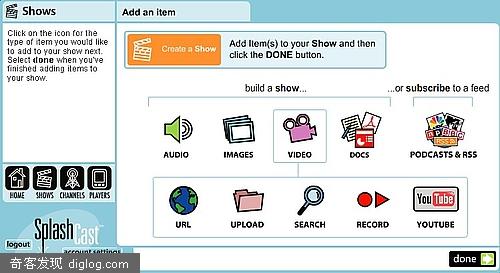 Shows
Click on the icon for the
type of item you would like
to add to your show next.
Select done when you've
finished adding items to
your show.
HOME
SHOWS
CHANNELS
PLAYERS
SplashCast
logout
account settings
奇客发现 diglog.com
Add an item
Create a Show
Add Item(s) to your Show and then
click the DONE button.
build a show...
...or subscribe to a feed
AUDIO
IMAGES
VIDEO
DOCS
PODCASTS & RSS
URL
UPLOAD
SEARCH
RECORD
You Tube
YOUTUBE
done